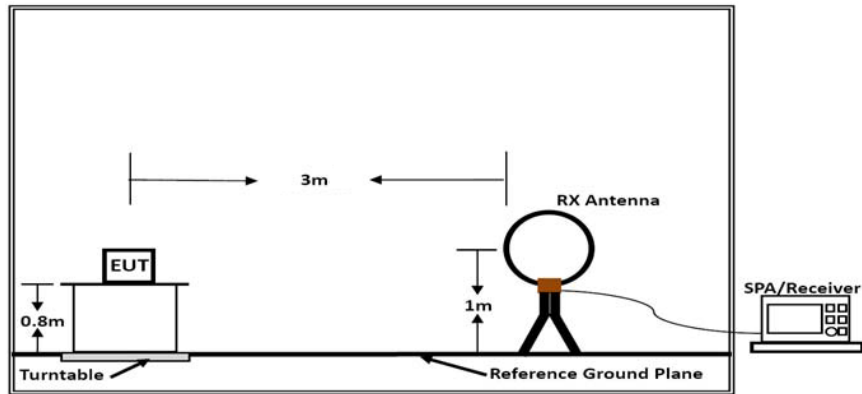 3m
RX Antenna
EUT
0.8m
1m
SPA/Receiver
Turntable
Reference Ground Plane